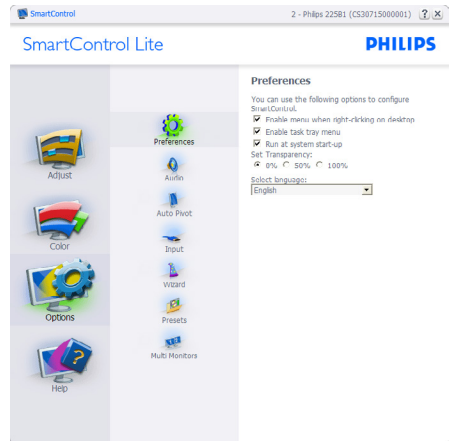 SmartControl
2 - Philips 225B1 (CS30715000001)
? X
SmartControl Lite
PHILIPS
Adjust
Color
Options
Help
Preferences
Audio
Auto Pivot
Input
Wizard
Presets
Multi Monitors
Preferences
You can use the following options to configure
SmartControl.
Enable menu when right-clicking on desktop
Enable task tray menu
Run at system start-up
Set Transparency:
0% 50% 100%
Select language:
English